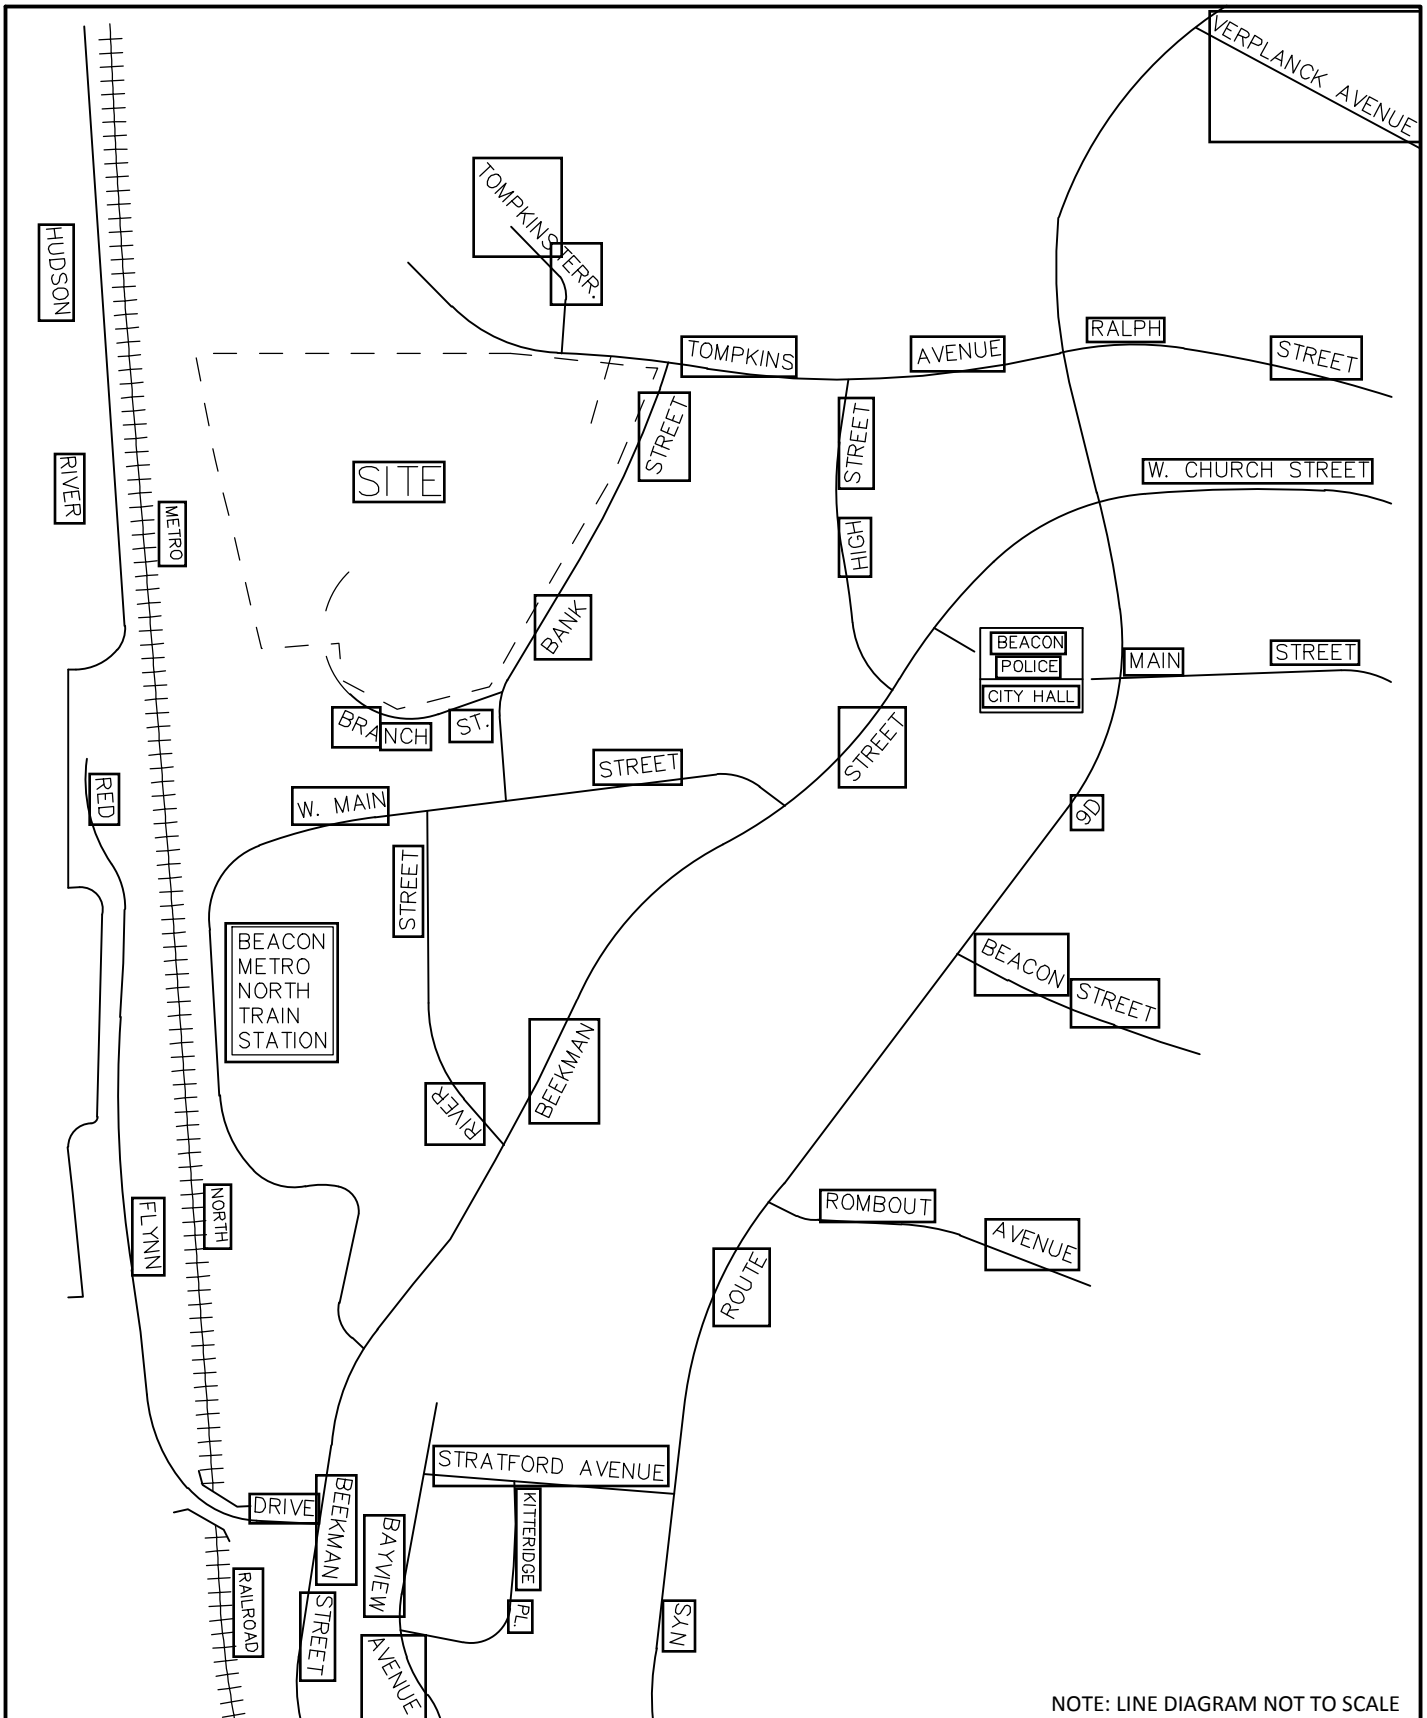 VERPLANCK AVENUE
TOMPKINS TERR.
HUDSON
RIVER
TOMPKINS AVENUE
RALPH STREET
W. CHURCH STREET
SITE
METRO
STREET
BANK
STREET
HIGH
BEACON
POLICE
CITY HALL
MAIN STREET
BRANCH ST.
STREET
W. MAIN STREET
RED
9D
STREET
BEACON
METRO
NORTH
TRAIN
STATION
BEACON STREET
BEEKMAN
RIVER
FLYNN
NORTH
ROMBOUT AVENUE
ROUTE
STRATFORD AVENUE
DRIVE
BEEKMAN
STREET
BAYVIEW
AVENUE
KITTERIDGE
PL.
RAILROAD
NYS
NOTE: LINE DIAGRAM NOT TO SCALE